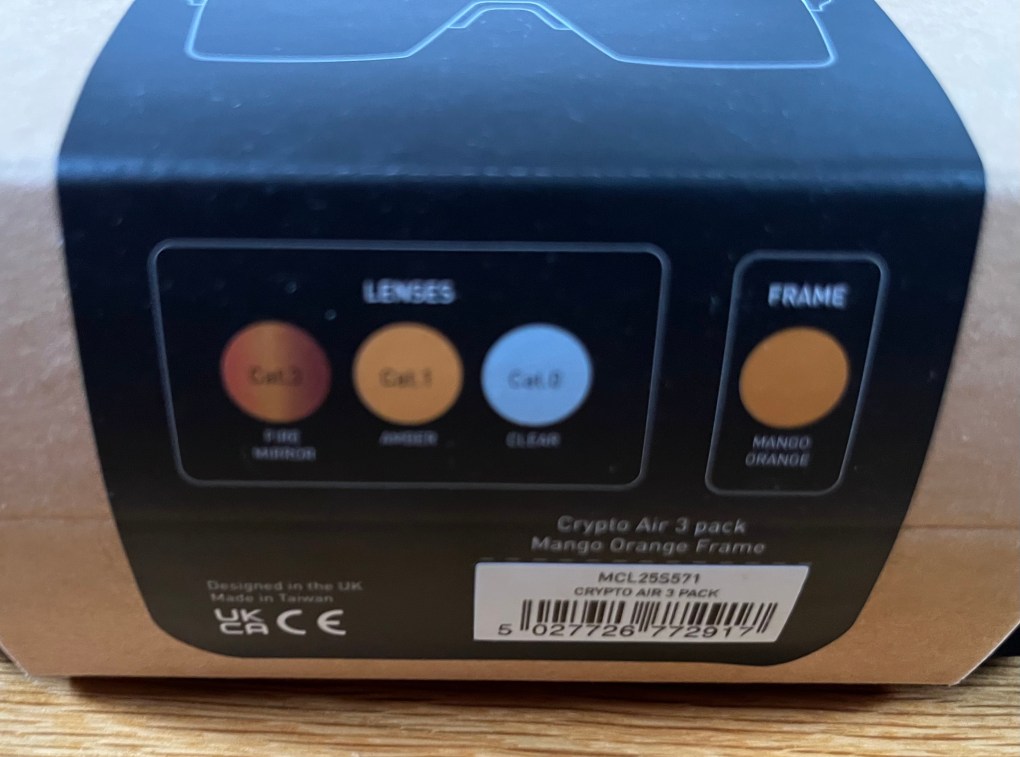 LENSES
Cat.3
Cat.1
Cat.0
FIRE
MIRROR
AMBER
CLEAR
FRAME
MANGO
ORANGE
Crypto Air 3 pack
Mango Orange Frame
MCL25S571
CRYPTO AIR 3 PACK
5 027726 772917
Designed in the UK
Made in Taiwan
UK
CA CE